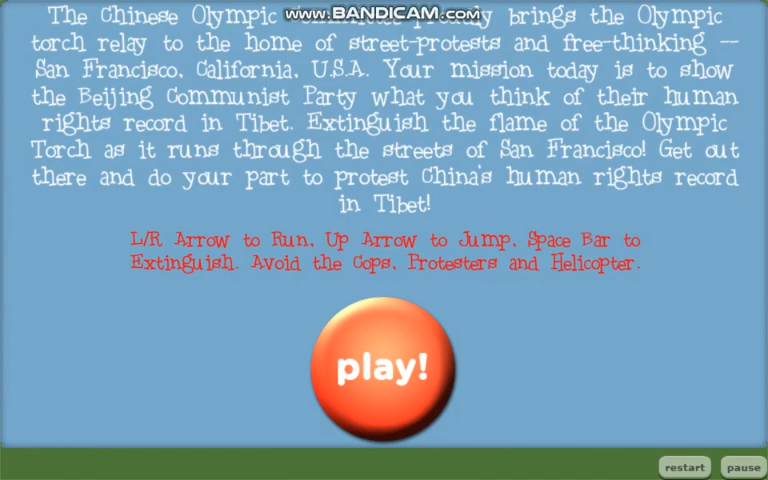 www.BANDICAM.com
The Chinese Olympic Committee proudly brings the Olympic
torch relay to the home of street-protests and free-thinking --
San Francisco, California, U.S.A. Your mission today is to show
the Beijing Communist Party what you think of their human
rights record in Tibet. Extinguish the flame of the Olympic
Torch as it runs through the streets of San Francisco! Get out
there and do your part to protest China's human rights record
in Tibet!
L/R Arrow to Run, Up Arrow to Jump, Space Bar to
Extinguish. Avoid the Cops, Protesters and Helicopter.
play!
restart pause